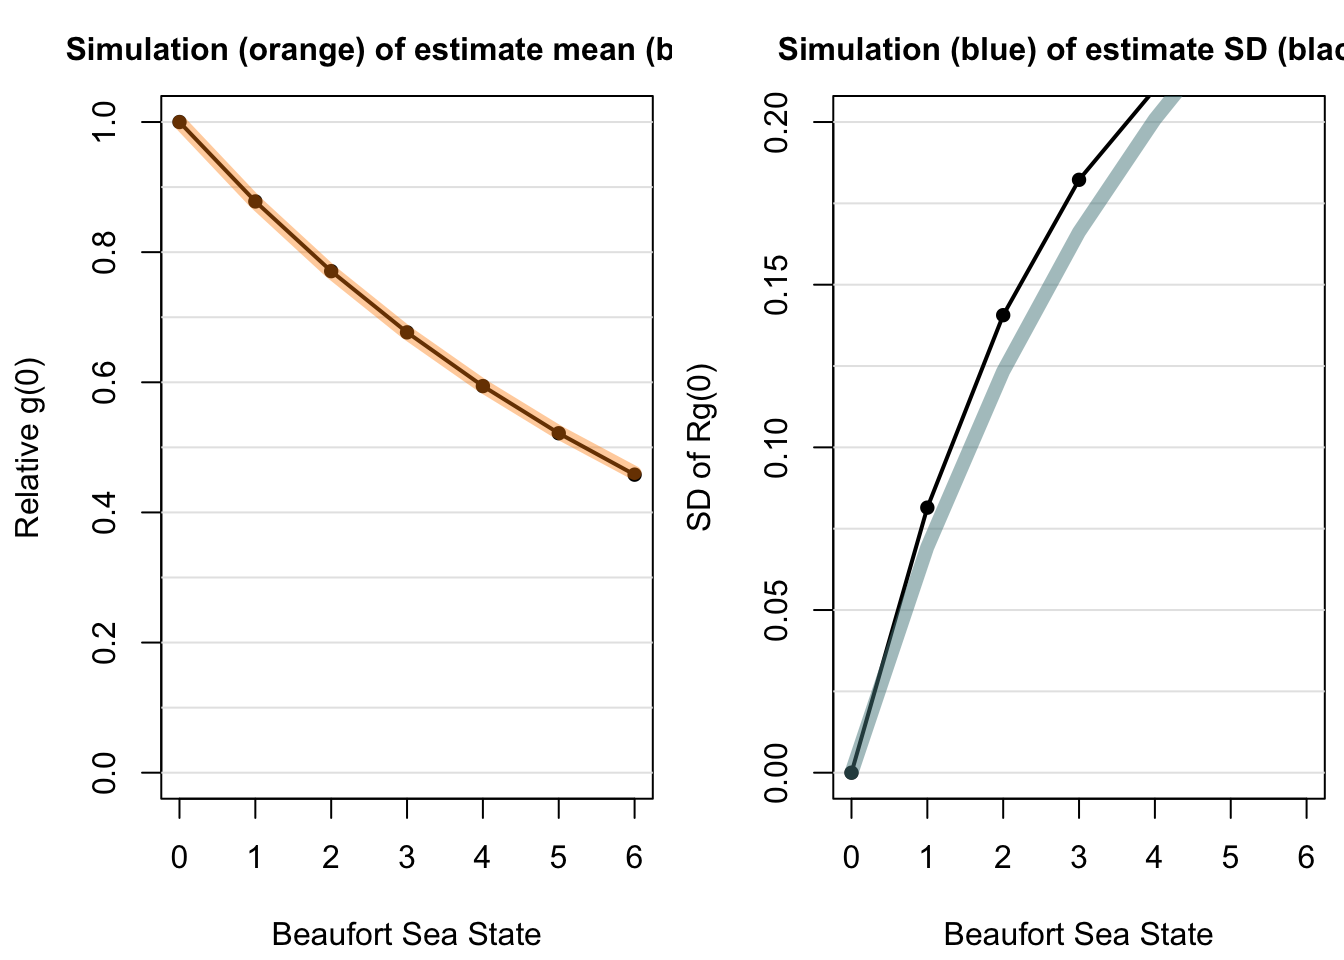 Simulation (orange) of estimate mean (b
Relative g(0)
1.0
0.8
0.6
0.4
0.2
0.0
0 1 2 3 4 5 6
Beaufort Sea State
Simulation (blue) of estimate SD (blac
SD of Rg(0)
0.20
0.15
0.10
0.05
0.00
0 1 2 3 4 5 6
Beaufort Sea State